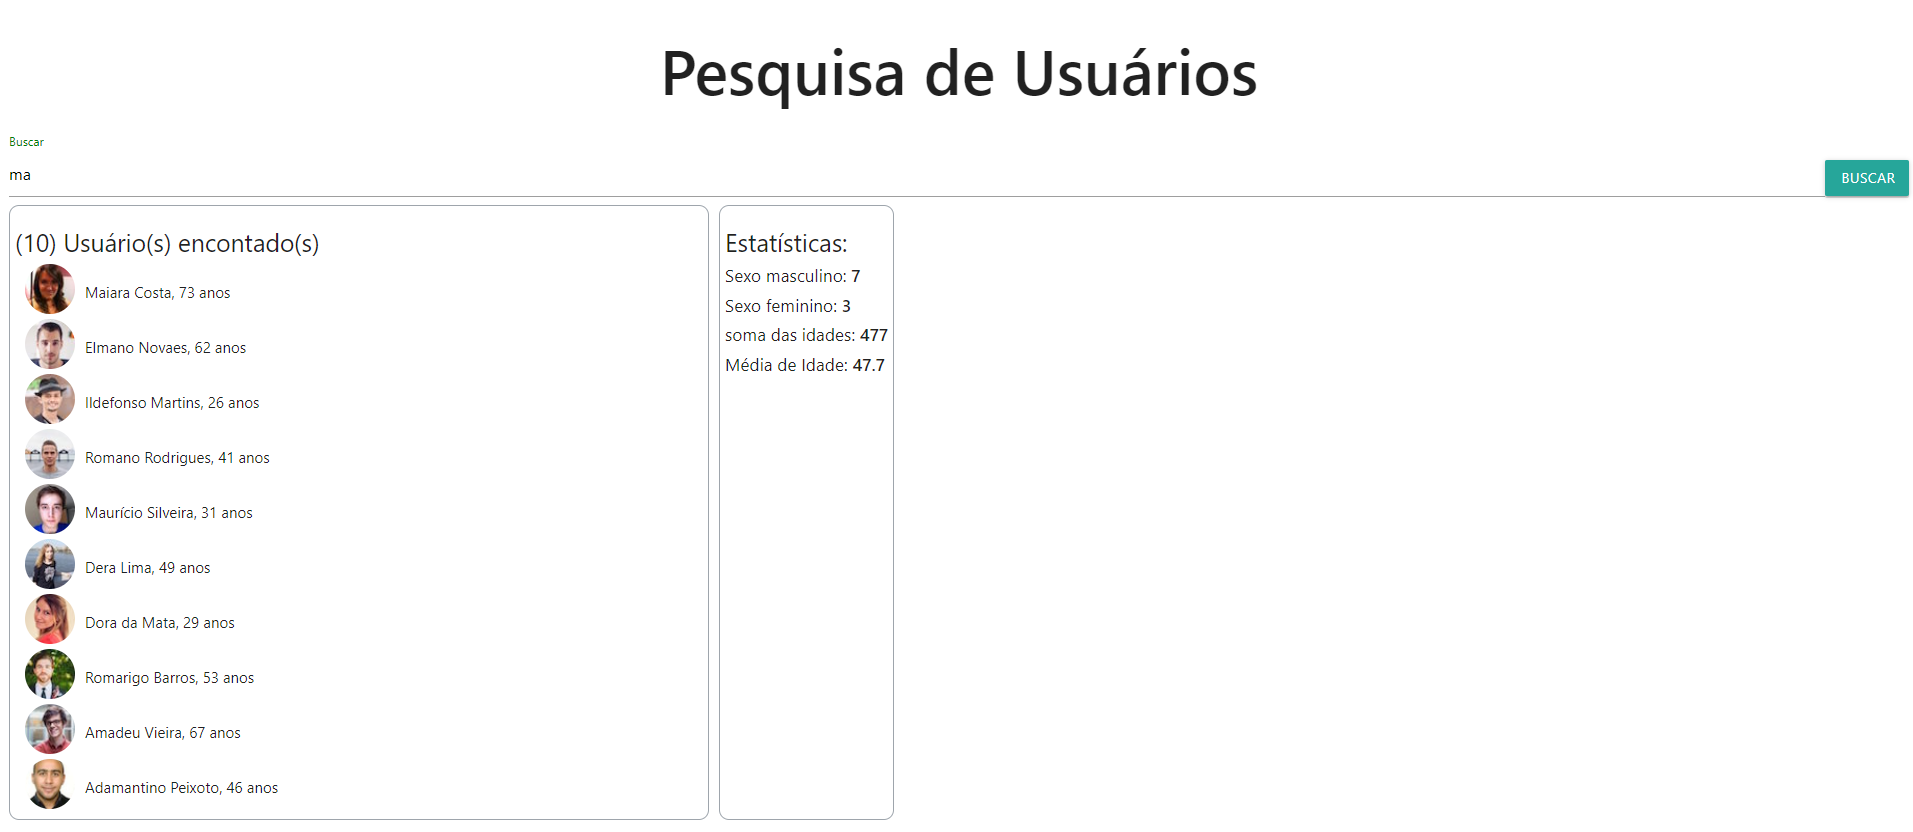 Pesquisa de Usuários
Buscar
ma
BUSCAR
(10) Usuário(s) encontado(s)
Maiara Costa, 73 anos
Elmano Novaes, 62 anos
Ildefonso Martins, 26 anos
Romano Rodrigues, 41 anos
Maurício Silveira, 31 anos
Dera Lima, 49 anos
Dora da Mata, 29 anos
Romarigo Barros, 53 anos
Amadeu Vieira, 67 anos
Adamantino Peixoto, 46 anos
Estatísticas:
Sexo masculino: 7
Sexo feminino: 3
soma das idades: 477
Média de Idade: 47.7